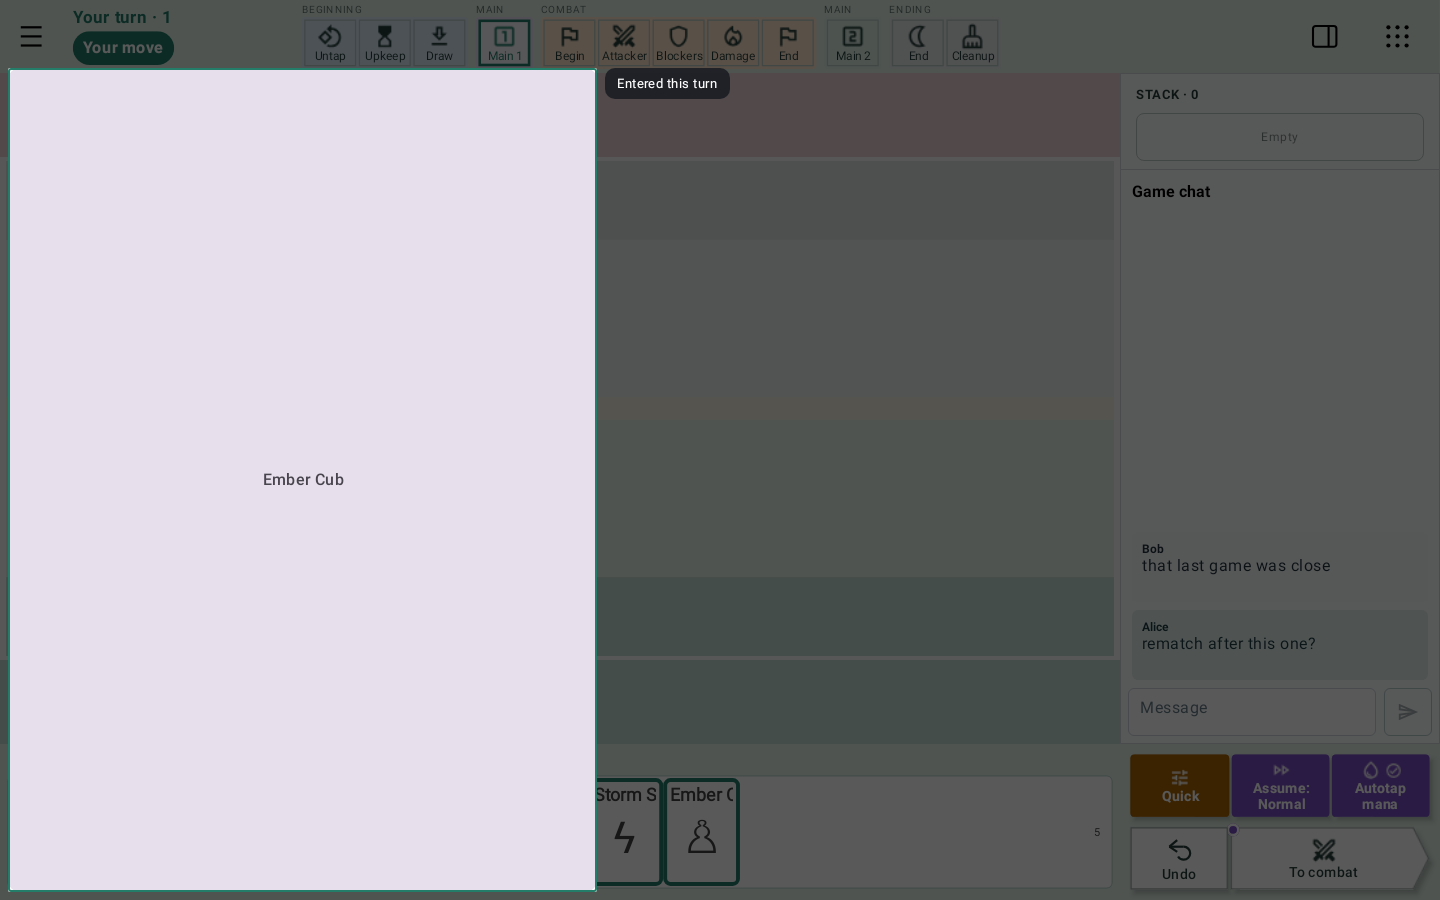 Your turn · 1
Your move
BEGINNING
Untap
Upkeep
Draw
MAIN
Main 1
COMBAT
Begin
Attacker
Blockers
Damage
End
MAIN
Main 2
ENDING
End
Cleanup
Entered this turn
STACK · 0
Empty
Game chat
Ember Cub
Bob
that last game was close
Alice
rematch after this one?
Message
Storm S
Ember C
5
Quick
Assume:
Normal
Autotap
mana
Undo
To combat